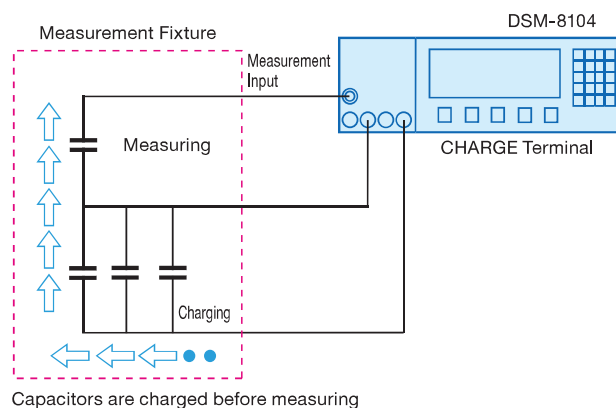 DSM-8104
Measurement Fixture
Measurement
Input
Measuring
CHARGE Terminal
Charging
Capacitors are charged before measuring